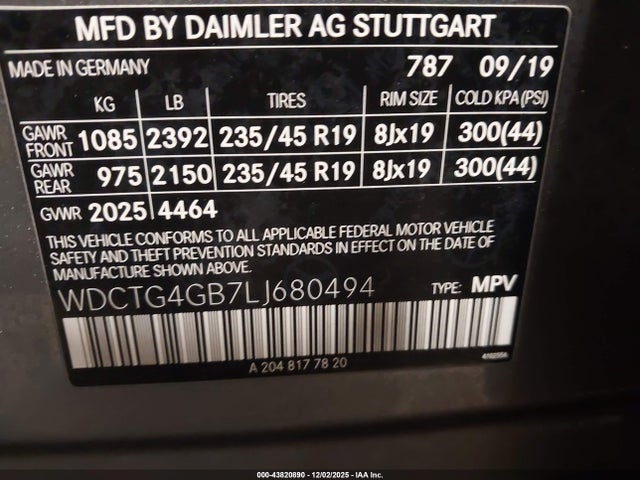 MFD BY DAIMLER AG STUTTGART
MADE IN GERMANY 787 09/19
KG LB TIRES RIM SIZE COLD KPA(PSI)
GAWR FRONT 1085 2392 235/45 R19 8Jx19 300(44)
GAWR REAR 975 2150 235/45 R19 8Jx19 300(44)
GVWR 2025 4464
THIS VEHICLE CONFORMS TO ALL APPLICABLE FEDERAL MOTOR VEHICLE
SAFETY AND THEFT PREVENTION STANDARDS IN EFFECT ON THE DATE
OF MANUFACTURE SHOWN ABOVE.
WDCTG4GB7LJ680494 TYPE: MPV
A 204 817 78 20
000-43820890 - 12/02/2025 - IAA Inc.